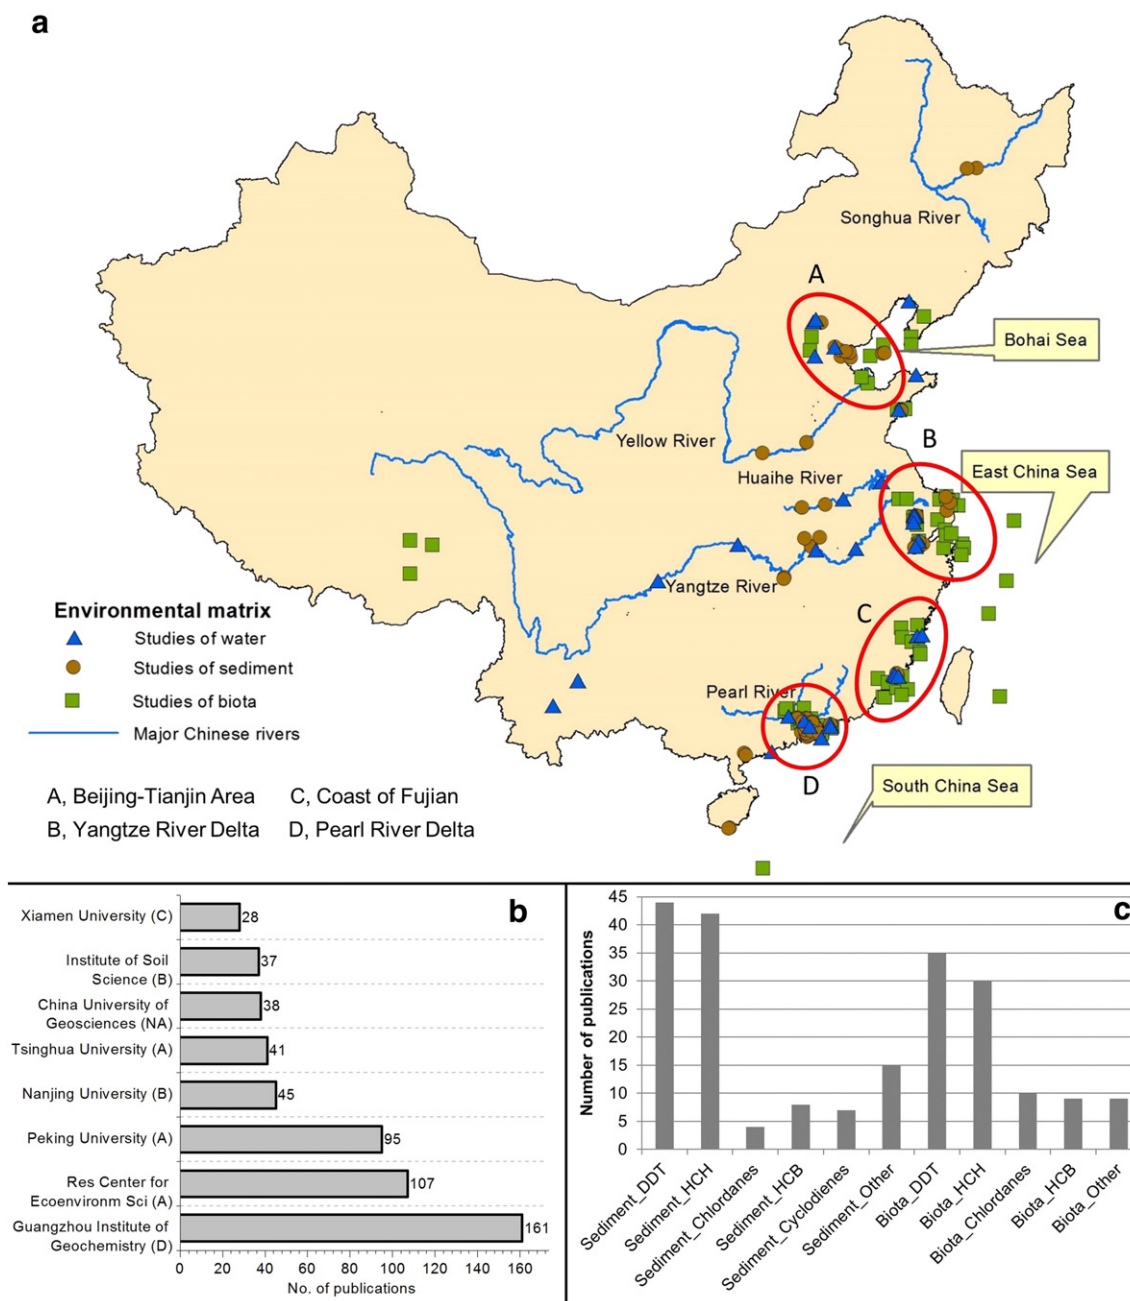 a
Songhua River
A
Bohai Sea
Yellow River
B
Huaihe River
East China Sea
Yangtze River
C
Environmental matrix
Studies of water
Studies of sediment
Studies of biota
Major Chinese rivers
Pearl River
D
South China Sea
A, Beijing-Tianjin Area
C, Coast of Fujian
B, Yangtze River Delta
D, Pearl River Delta
b
Xiamen University (C)
28
Institute of Soil
Science (B)
37
China University of
Geosciences (NA)
38
Tsinghua University (A)
41
Nanjing University (B)
45
Peking University (A)
95
Res Center for
Ecoenvironm Sci (A)
107
Guangzhou Institute of
Geochemistry (D)
161
0 20 40 60 80 100 120 140 160
No. of publications
c
Number of publications
45
40
35
30
25
20
15
10
5
0
Sediment_DDT
Sediment_HCH
Sediment_Chlordanes
Sediment_HCB
Sediment_Cyclodienes
Sediment_Other
Biota_DDT
Biota_HCH
Biota_Chlordanes
Biota_HCB
Biota_Other